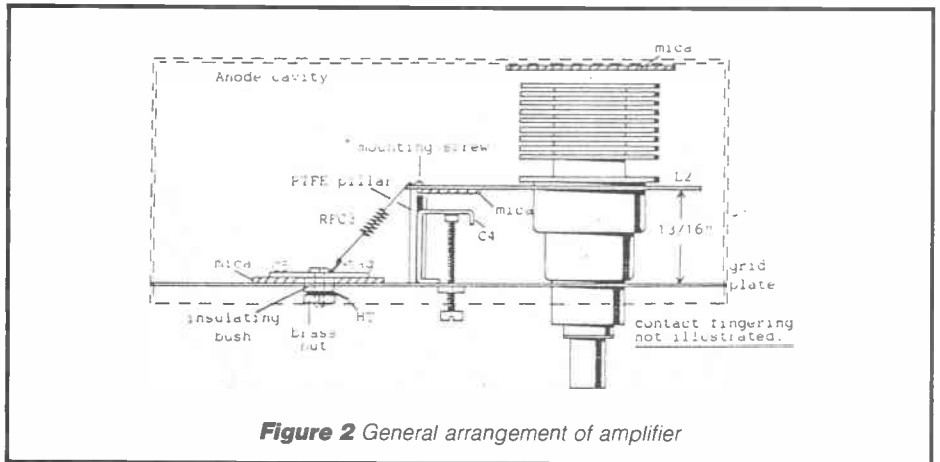 mica
Anode cavity
mounting screw
PTFE pillar
L2
mica
C4
13/16"
mica
tag
grid
plate
HT
insulating
bush
brass
nut
contact fingering
not illustrated.
Figure 2 General arrangement of amplifier